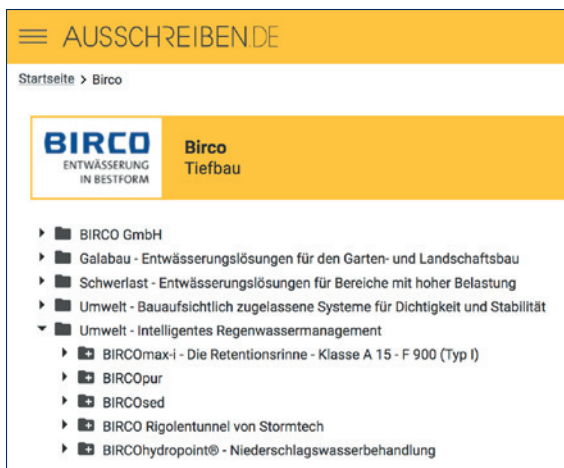 AUSSCHREIBEN.DE
Startseite > Birco
BIRCO
ENTWÄSSERUNG
IN BESTFORM
Birco
Tiefbau
BIRCO GmbH
Galabau - Entwässerungslösungen für den Garten- und Landschaftsbau
Schwerlast - Entwässerungslösungen für Bereiche mit hoher Belastung
Umwelt - Bauaufsichtlich zugelassene Systeme für Dichtigkeit und Stabilität
Umwelt - Intelligentes Regenwassermanagement
BIRCOmax-i - Die Retentionsrinne - Klasse A 15 - F 900 (Typ I)
BIRCOpur
BIRCOsed
BIRCO Rigolentunnel von Stormtech
BIRCOhydropoint® - Niederschlagswasserbehandlung